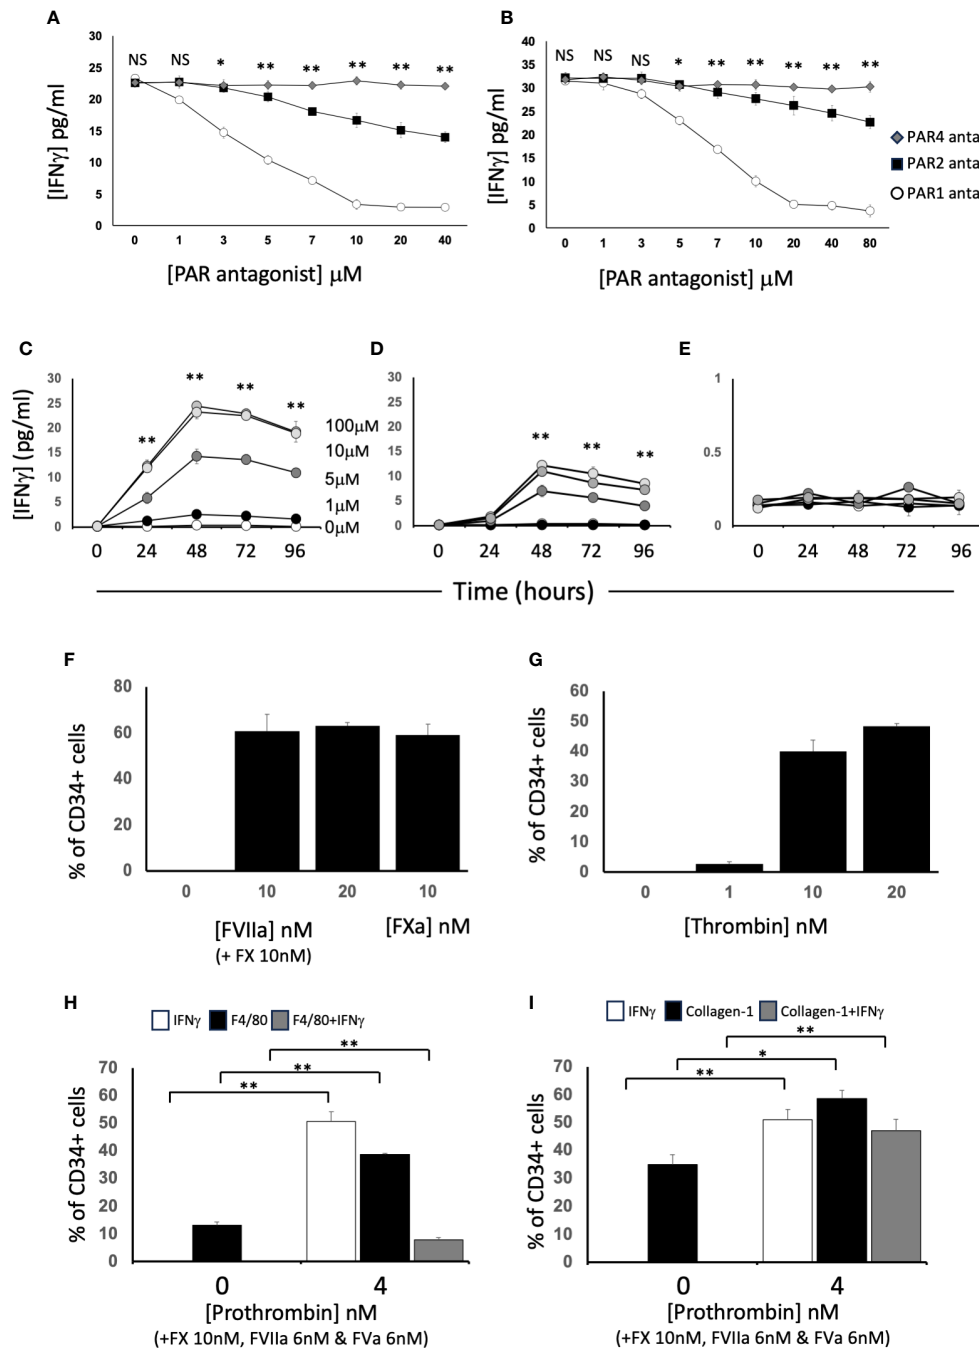 A
[IFNγ] pg/ml
30
25
20
15
10
5
0
NS NS * ** ** ** ** **
0 1 3 5 7 10 20 40
[PAR antagonist] μM
B
[IFNγ] pg/ml
40
35
30
25
20
15
10
5
0
NS NS NS * ** ** ** ** **
0 1 3 5 7 10 20 40 80
[PAR antagonist] μM
PAR4 anta
PAR2 anta
PAR1 anta
C
[IFNγ] (pg/ml)
30
25
20
15
10
5
0
** ** ** **
100μM
10μM
5μM
1μM
0μM
0 24 48 72 96
D
30
25
20
15
10
5
0
** ** **
0 24 48 72 96
E
1
0.5
0
0 24 48 72 96
Time (hours)
F
% of CD34+ cells
80
60
40
20
0
0 10 20 10
[FVIIa] nM [FXa] nM
(+ FX 10nM)
G
% of CD34+ cells
60
50
40
30
20
10
0
0 1 10 20
[Thrombin] nM
H
IFNγ F4/80 F4/80+IFNγ
**
**
**
% of CD34+ cells
70
60
50
40
30
20
10
0
0 4
[Prothrombin] nM
(+FX 10nM, FVIIa 6nM & FVa 6nM)
I
IFNγ Collagen-1 Collagen-1+IFNγ
**
*
**
% of CD34+ cells
70
60
50
40
30
20
10
0
0 4
[Prothrombin] nM
(+FX 10nM, FVIIa 6nM & FVa 6nM)